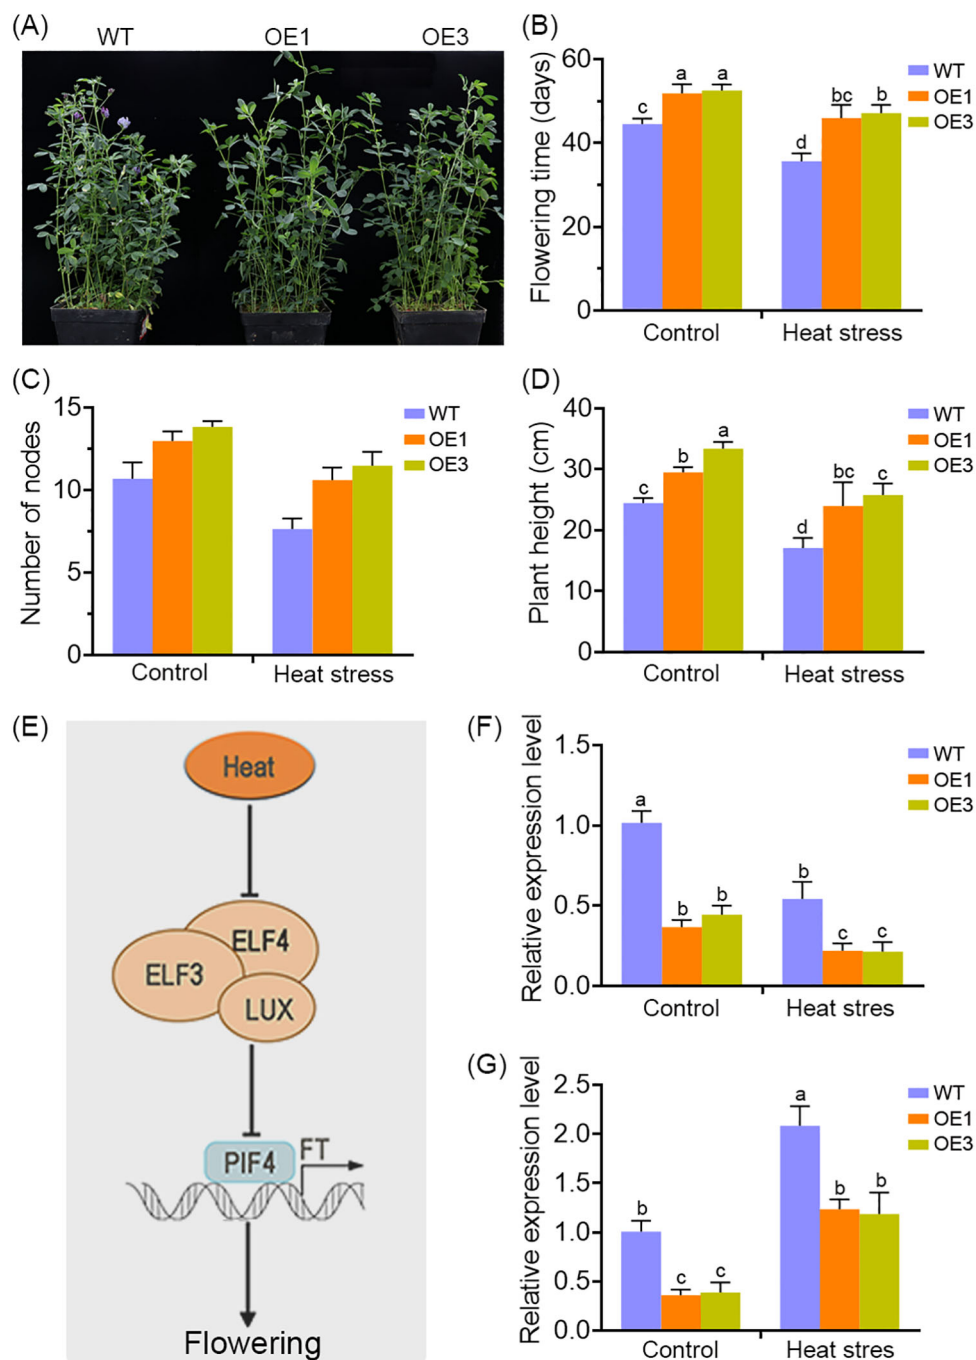 (A)
WT OE1 OE3
(B)
Flowering time (days)
60
40
20
0
c a a
d bc b
Control Heat stress
WT
OE1
OE3
(C)
Number of nodes
15
10
5
0
Control Heat stress
WT
OE1
OE3
(D)
Plant height (cm)
40
30
20
10
0
c b a
d bc c
Control Heat stress
WT
OE1
OE3
(E)
Heat
ELF4
ELF3
LUX
PIF4
FT
Flowering
(F)
Relative expression level
1.5
1.0
0.5
0.0
a b b
b c c
Control Heat stres
WT
OE1
OE3
(G)
Relative expression level
2.5
2.0
1.5
1.0
0.5
0.0
b c c
a b b
Control Heat stres
WT
OE1
OE3